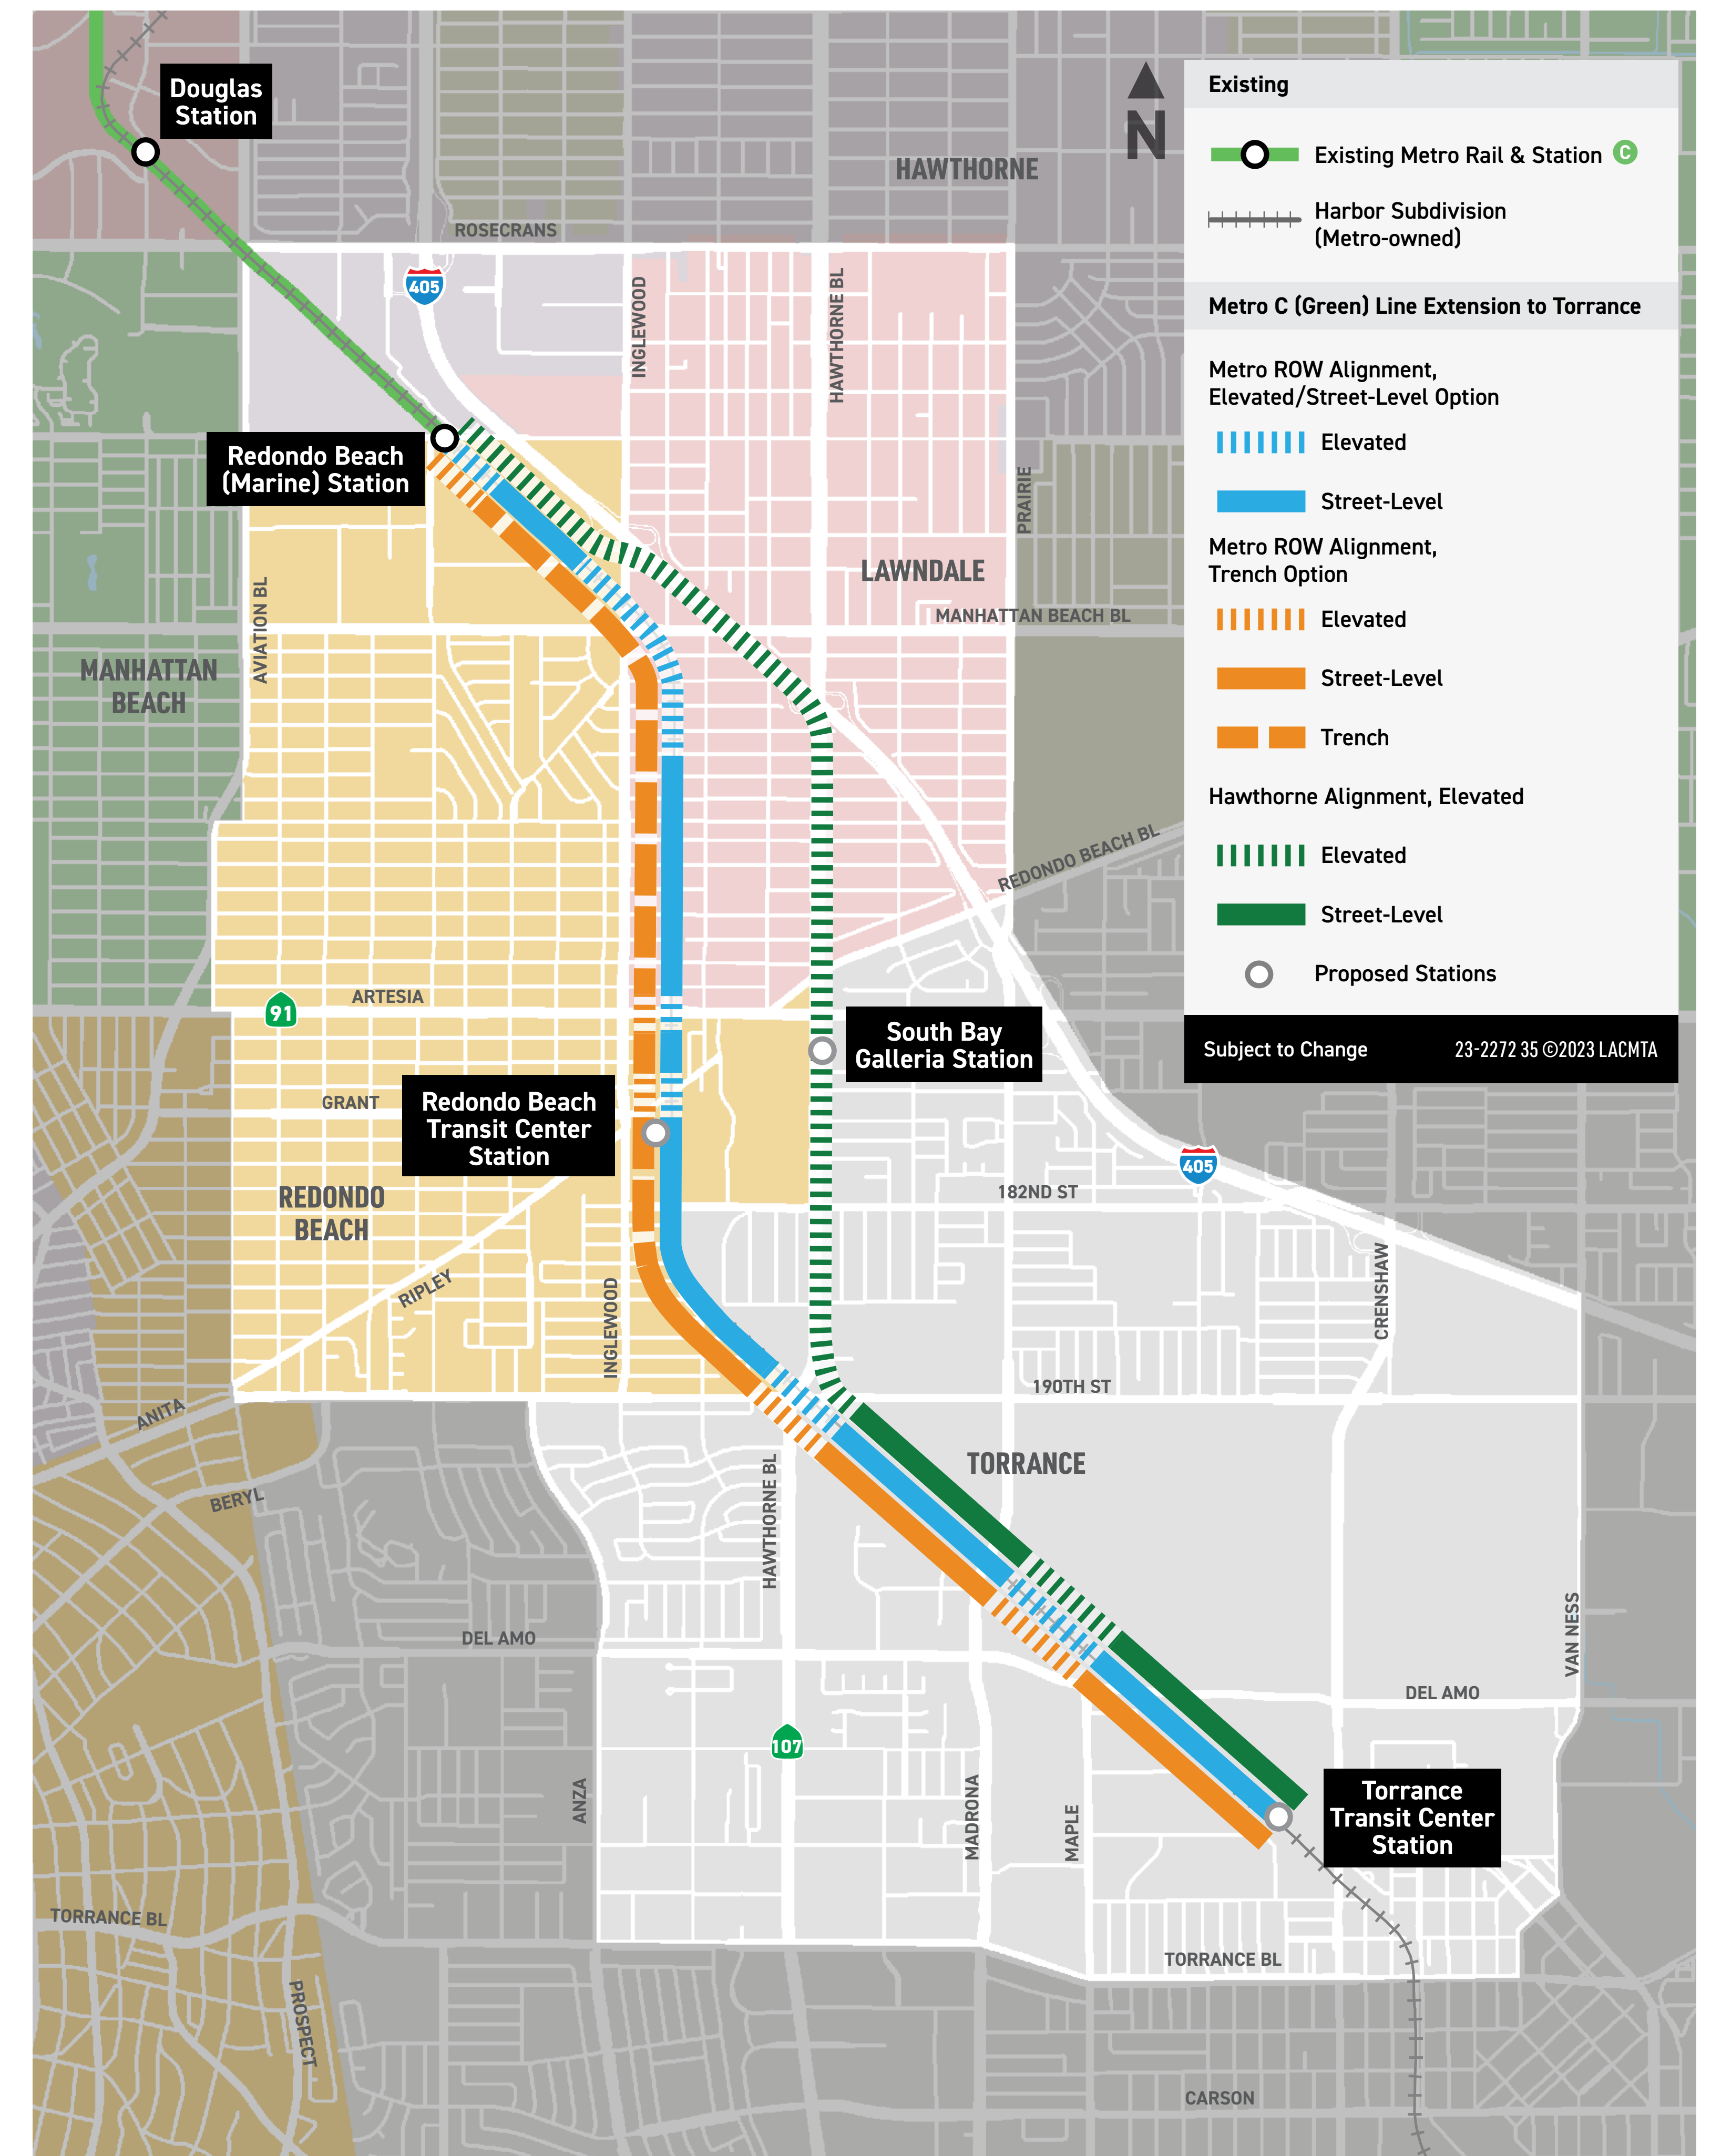 Douglas
Station
HAWTHORNE
N
ROSECRANS
405
INGLEWOOD
HAWTHORNE BL
Redondo Beach
(Marine) Station
PRAIRIE
LAWNDALE
MANHATTAN BEACH BL
AVIATION BL
MANHATTAN
BEACH
REDONDO BEACH BL
ARTESIA
91
South Bay
Galleria Station
GRANT
Redondo Beach
Transit Center
Station
405
182ND ST
REDONDO
BEACH
RIPLEY
INGLEWOOD
CRENSHAW
190TH ST
ANITA
TORRANCE
BERYL
HAWTHORNE BL
DEL AMO
VAN NESS
DEL AMO
107
ANZA
MADRONA
MAPLE
Torrance
Transit Center
Station
TORRANCE BL
TORRANCE BL
PROSPECT
CARSON
Existing
Existing Metro Rail & Station C
Harbor Subdivision
(Metro-owned)
Metro C (Green) Line Extension to Torrance
Metro ROW Alignment,
Elevated/Street-Level Option
Elevated
Street-Level
Metro ROW Alignment,
Trench Option
Elevated
Street-Level
Trench
Hawthorne Alignment, Elevated
Elevated
Street-Level
Proposed Stations
Subject to Change 23-2272 35 ©2023 LACMTA